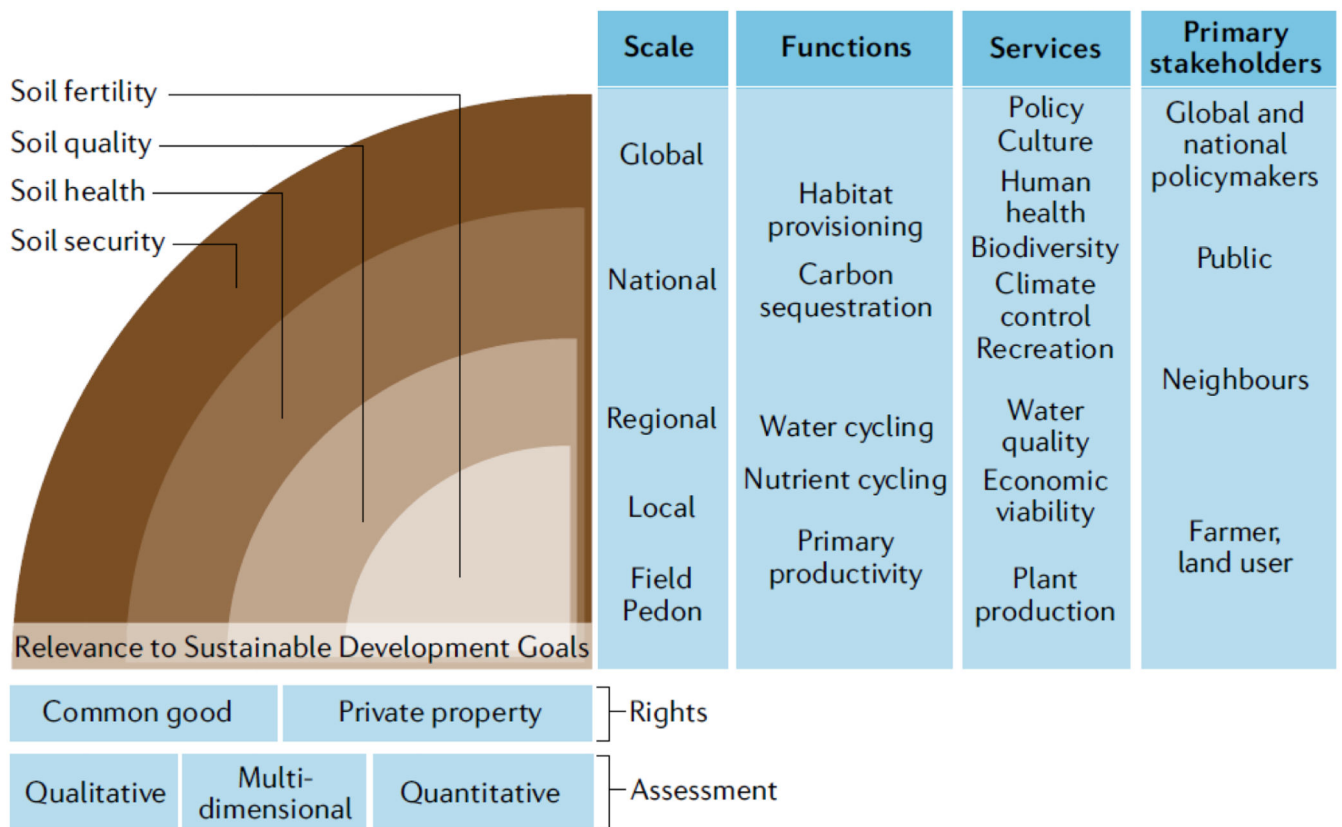 Soil fertility
Soil quality
Soil health
Soil security
Relevance to Sustainable Development Goals
Scale
Global
National
Regional
Local
Field
Pedon
Functions
Habitat
provisioning
Carbon
sequestration
Water cycling
Nutrient cycling
Primary
productivity
Services
Policy
Culture
Human
health
Biodiversity
Climate
control
Recreation
Water
quality
Economic
viability
Plant
production
Primary
stakeholders
Global and
national
policymakers
Public
Neighbours
Farmer,
land user
Common good
Private property
Rights
Qualitative
Multi-
dimensional
Quantitative
Assessment